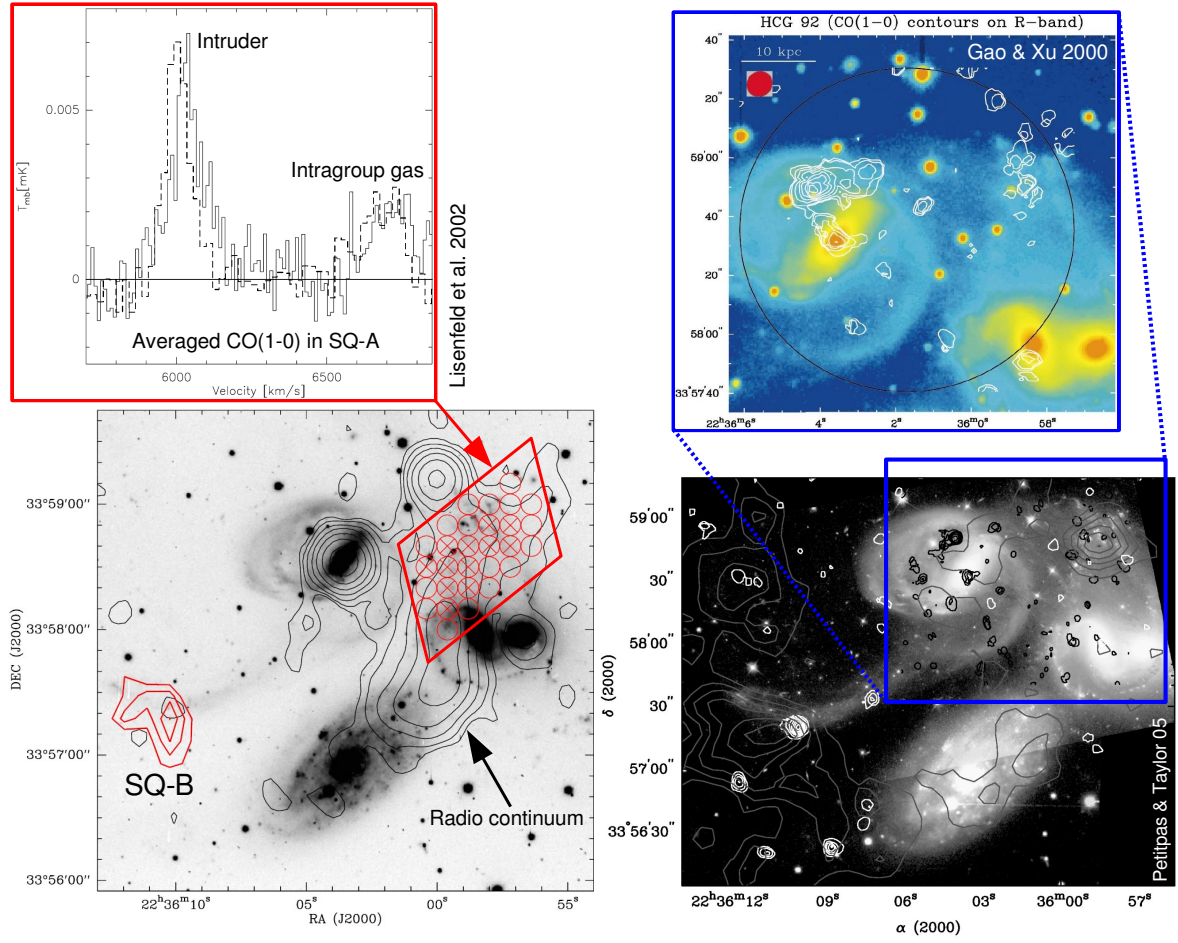 Intruder
0.005
Intragroup gas
T_mb[mK]
0
Averaged CO(1-0) in SQ-A
6000
6500
Velocity [km/s]
Lisenfeld et al. 2002
HCG 92 (CO(1-0) contours on R-band)
40"
10 kpc
Gao & Xu 2000
20"
59'00"
40"
20"
58'00"
33°57'40"
22ʰ36ᵐ6ˢ
4ˢ
2ˢ
36ᵐ0ˢ
58ˢ
33°59'00"
33°58'00"
33°57'00"
33°56'00"
DEC (J2000)
SQ-B
Radio continuum
22ʰ36ᵐ10ˢ
05ˢ
00ˢ
55ˢ
RA (J2000)
59'00"
30"
58'00"
30"
57'00"
33°56'30"
δ (2000)
Petitpas & Taylor 05
22ʰ36ᵐ12ˢ
09ˢ
06ˢ
03ˢ
36ᵐ00ˢ
57ˢ
α (2000)